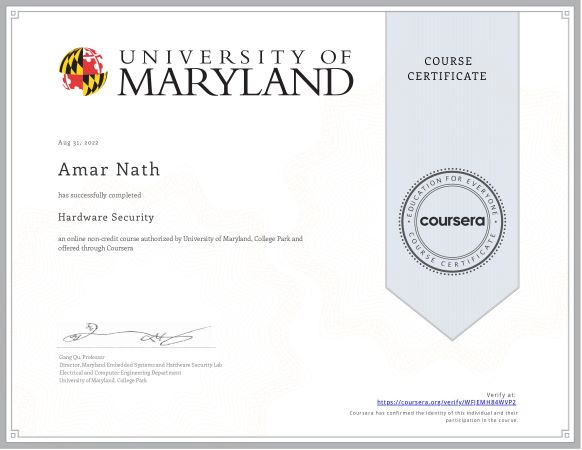 UNIVERSITY OF
MARYLAND
COURSE
CERTIFICATE
Aug 31, 2022
Amar Nath
has successfully completed
Hardware Security
an online non-credit course authorized by University of Maryland, College Park and
offered through Coursera
EDUCATION FOR EVERYONE
coursera
COURSE CERTIFICATE
Gang Qu, Professor
Director, Maryland Embedded Systems and Hardware Security Lab
Electrical and Computer Engineering Department
University of Maryland, College Park
Verify at:
https://coursera.org/verify/WFJEMH84WVP2
Coursera has confirmed the identity of this individual and their
participation in the course.